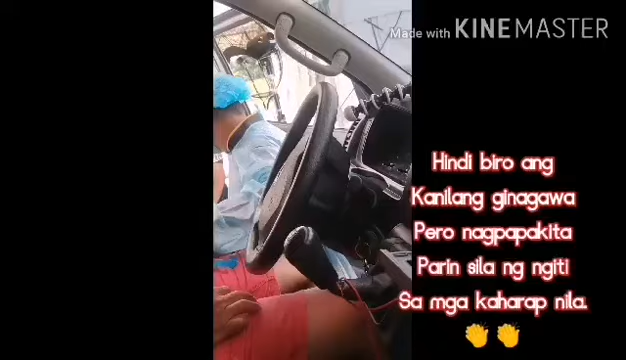 Made with KINEMASTER
Hindi biro ang
Kanilang ginagawa
Pero nagpapakita
Parin sila ng ngiti
Sa mga kaharap nila.
👏 👏